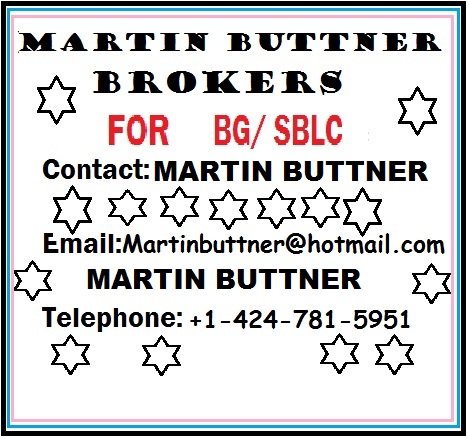 MARTIN BUTTNER
BROKERS
FOR BG/ SBLC
Contact: MARTIN BUTTNER
Email:Martinbuttner@hotmail.com
MARTIN BUTTNER
Telephone: +1-424-781-5951